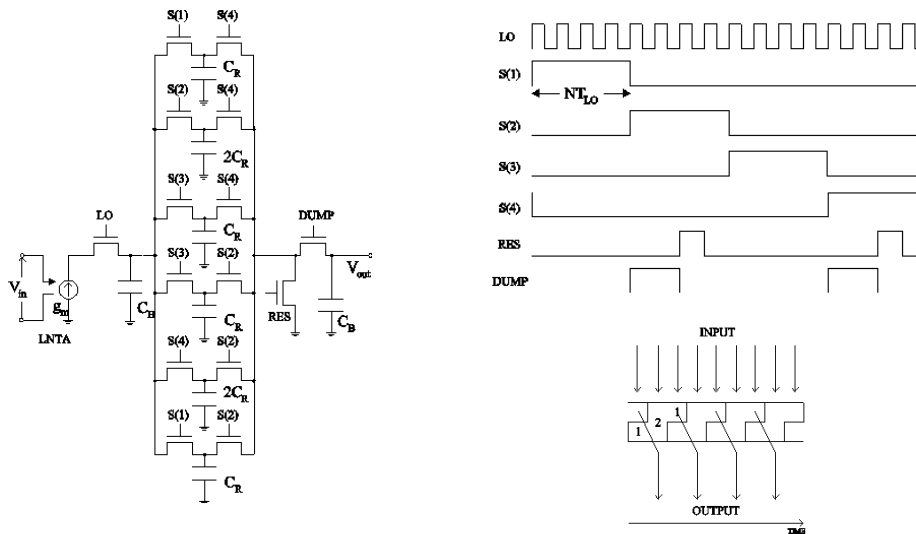 S(1) S(4)
C_R
S(2) S(4)
2C_R
S(3) S(4)
C_R
LO
DUMP
S(3) S(2)
V_in
g_m
LNTA
C_H
C_R
RES
C_B
V_out
S(4) S(2)
2C_R
S(1) S(2)
C_R
LO
S(1)
NT_LO
S(2)
S(3)
S(4)
RES
DUMP
INPUT
1 2 1
OUTPUT
TIME